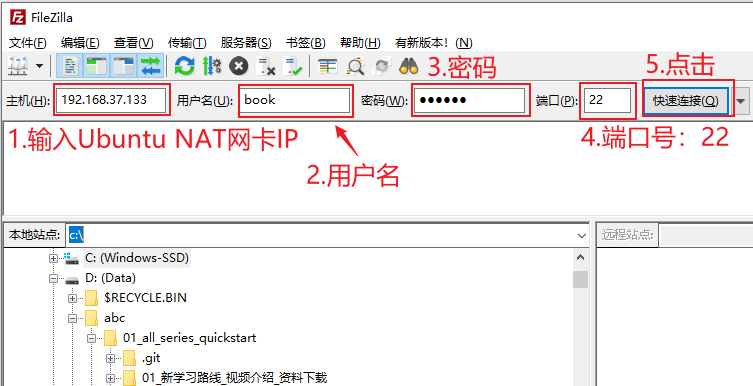 FileZilla
文件(F) 编辑(E) 查看(V) 传输(T) 服务器(S) 书签(B) 帮助(H) 有新版本！(N)
3.密码 5.点击
主机(H): 192.168.37.133 用户名(U): book 密码(W): ●●●●●● 端口(P): 22 快速连接(Q)
1.输入Ubuntu NAT网卡IP 4.端口号：22
2.用户名
本地站点: c:\ 远程站点:
C: (Windows-SSD)
D: (Data)
$RECYCLE.BIN
abc
01_all_series_quickstart
.git
01_新学习路线_视频介绍_资料下载